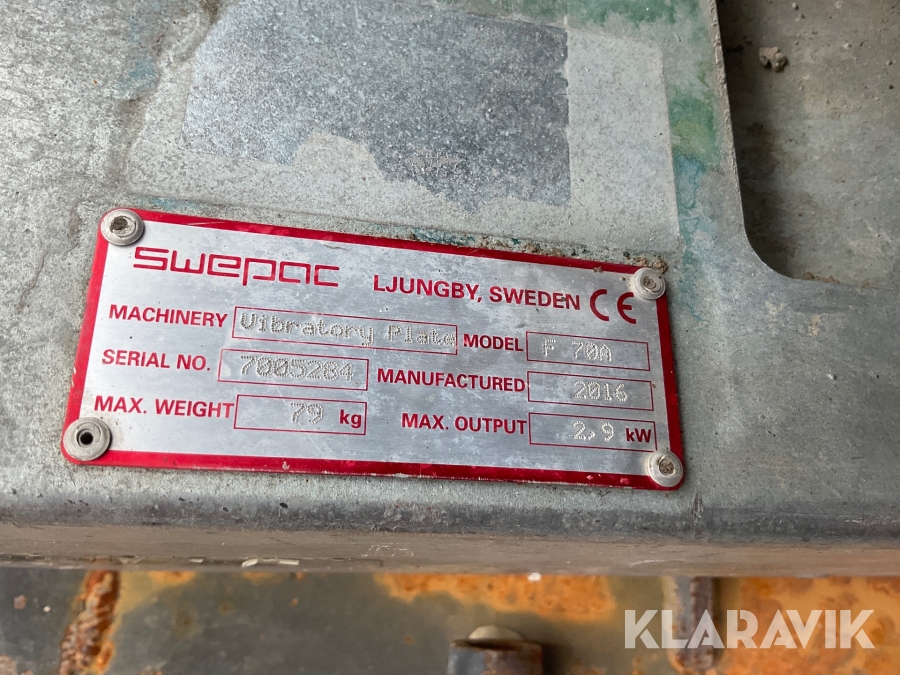 swepac LJUNGBY, SWEDEN CE
MACHINERY Vibratory Plate MODEL F 70A
SERIAL NO. 7005284 MANUFACTURED 2016
MAX. WEIGHT 79 kg MAX. OUTPUT 2,9 kW
KLARAVIK